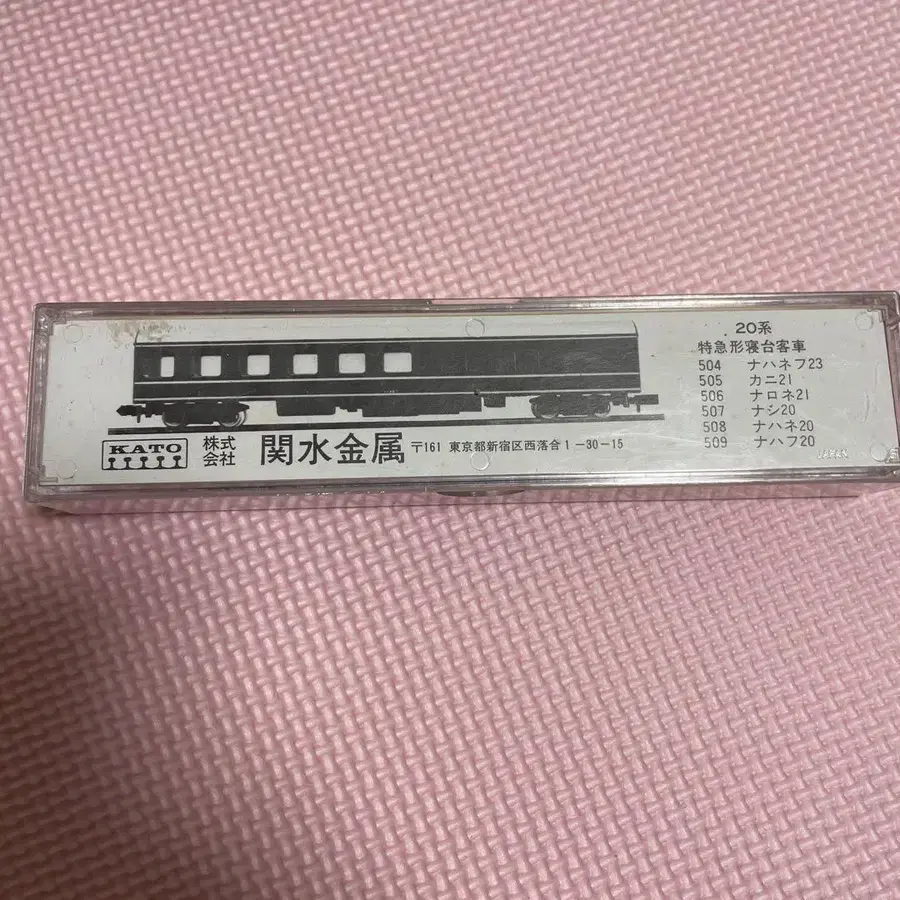 20系
特急形寝台客車
504 ナハネフ23
505 カニ21
506 ナロネ21
507 ナシ20
508 ナハネ20
509 ナハフ20
JAPAN
KATO
株式会社 関水金属 〒161 東京都新宿区西落合1-30-15